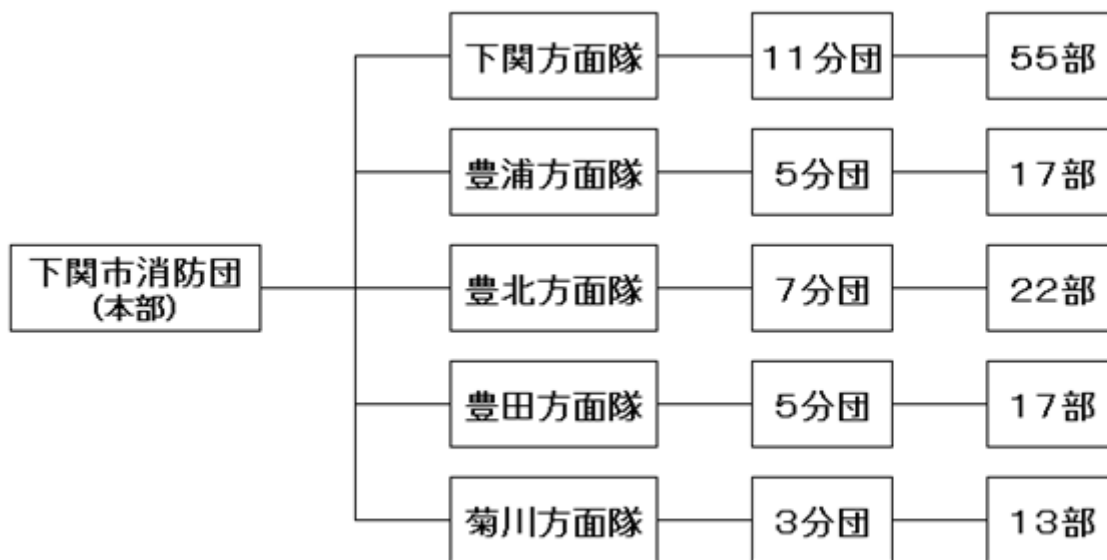 下関方面隊 11分団 55部
豊浦方面隊 5分団 17部
下関市消防団
(本部)
豊北方面隊 7分団 22部
豊田方面隊 5分団 17部
菊川方面隊 3分団 13部